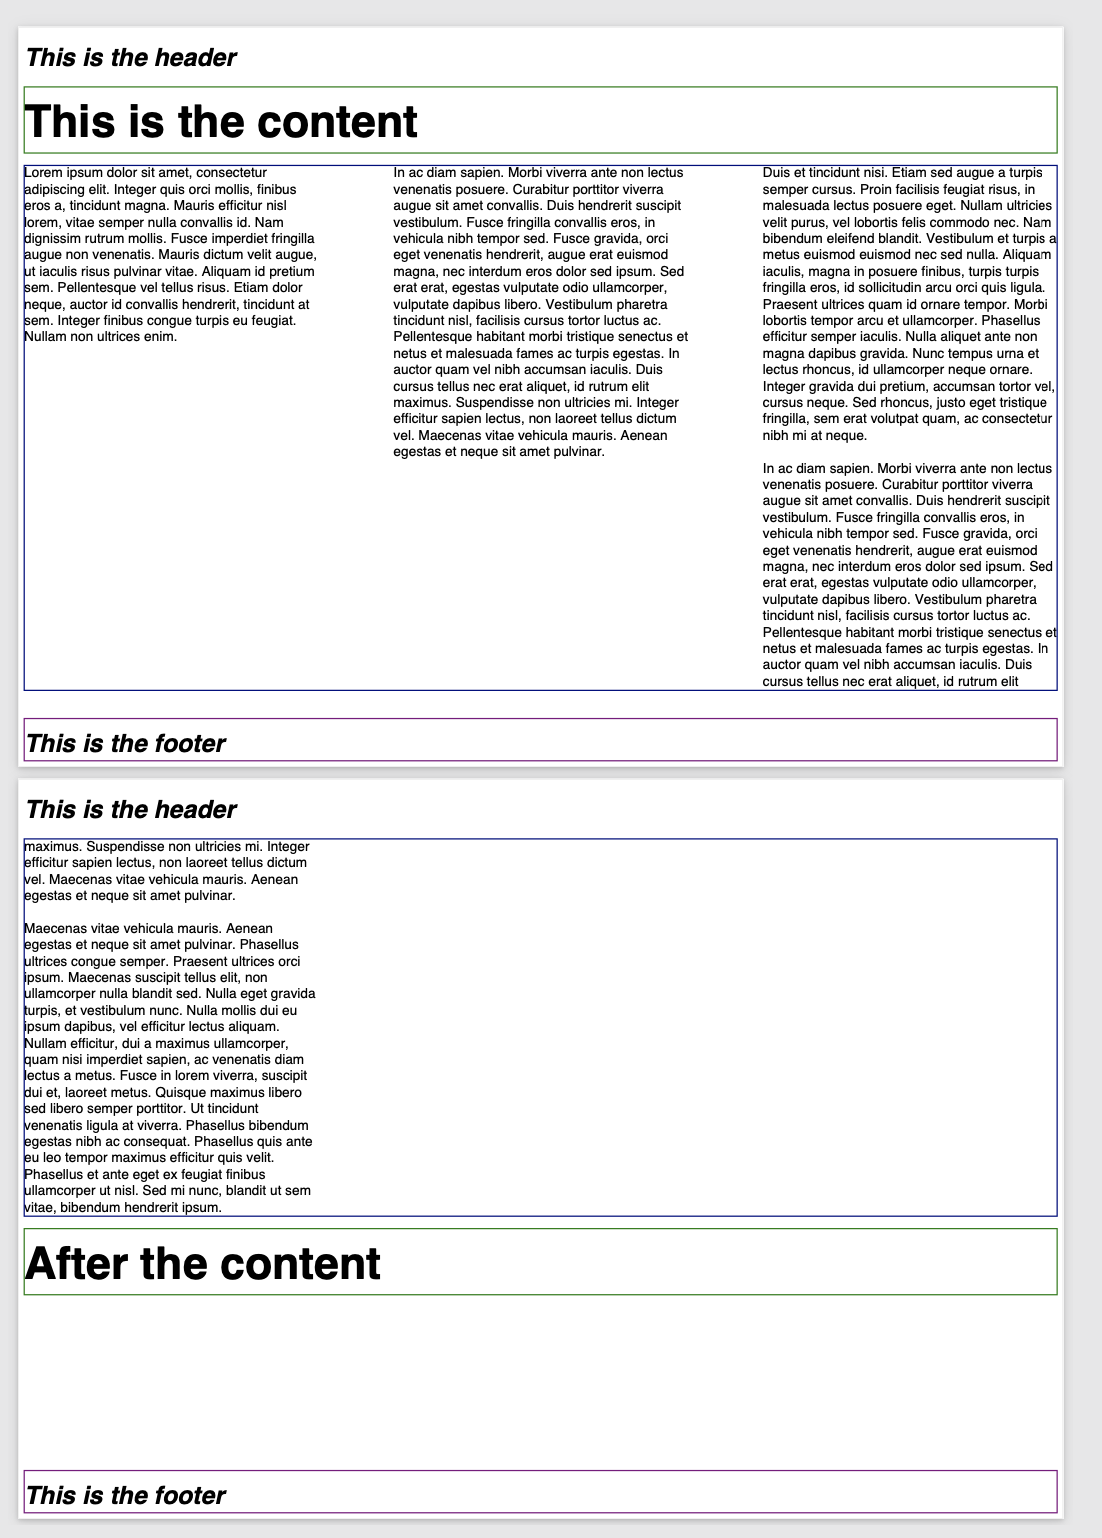 This is the header
This is the content
Lorem ipsum dolor sit amet, consectetur
adipiscing elit. Integer quis orci mollis, finibus
eros a, tincidunt magna. Mauris efficitur nisl
lorem, vitae semper nulla convallis id. Nam
dignissim rutrum mollis. Fusce imperdiet fringilla
augue non venenatis. Mauris dictum velit augue,
ut iaculis risus pulvinar vitae. Aliquam id pretium
sem. Pellentesque vel tellus risus. Etiam dolor
neque, auctor id convallis hendrerit, tincidunt at
sem. Integer finibus congue turpis eu feugiat.
Nullam non ultrices enim.
In ac diam sapien. Morbi viverra ante non lectus
venenatis posuere. Curabitur porttitor viverra
augue sit amet convallis. Duis hendrerit suscipit
vestibulum. Fusce fringilla convallis eros, in
vehicula nibh tempor sed. Fusce gravida, orci
eget venenatis hendrerit, augue erat euismod
magna, nec interdum eros dolor sed ipsum. Sed
erat erat, egestas vulputate odio ullamcorper,
vulputate dapibus libero. Vestibulum pharetra
tincidunt nisl, facilisis cursus tortor luctus ac.
Pellentesque habitant morbi tristique senectus et
netus et malesuada fames ac turpis egestas. In
auctor quam vel nibh accumsan iaculis. Duis
cursus tellus nec erat aliquet, id rutrum elit
maximus. Suspendisse non ultricies mi. Integer
efficitur sapien lectus, non laoreet tellus dictum
vel. Maecenas vitae vehicula mauris. Aenean
egestas et neque sit amet pulvinar.
Duis et tincidunt nisi. Etiam sed augue a turpis
semper cursus. Proin facilisis feugiat risus, in
malesuada lectus posuere eget. Nullam ultricies
velit purus, vel lobortis felis commodo nec. Nam
bibendum eleifend blandit. Vestibulum et turpis a
metus euismod euismod nec sed nulla. Aliquam
iaculis, magna in posuere finibus, turpis turpis
fringilla eros, id sollicitudin arcu orci quis ligula.
Praesent ultrices quam id ornare tempor. Morbi
lobortis tempor arcu et ullamcorper. Phasellus
efficitur semper iaculis. Nulla aliquet ante non
magna dapibus gravida. Nunc tempus urna et
lectus rhoncus, id ullamcorper neque ornare.
Integer gravida dui pretium, accumsan tortor vel,
cursus neque. Sed rhoncus, justo eget tristique
fringilla, sem erat volutpat quam, ac consectetur
nibh mi at neque.
In ac diam sapien. Morbi viverra ante non lectus
venenatis posuere. Curabitur porttitor viverra
augue sit amet convallis. Duis hendrerit suscipit
vestibulum. Fusce fringilla convallis eros, in
vehicula nibh tempor sed. Fusce gravida, orci
eget venenatis hendrerit, augue erat euismod
magna, nec interdum eros dolor sed ipsum. Sed
erat erat, egestas vulputate odio ullamcorper,
vulputate dapibus libero. Vestibulum pharetra
tincidunt nisl, facilisis cursus tortor luctus ac.
Pellentesque habitant morbi tristique senectus et
netus et malesuada fames ac turpis egestas. In
auctor quam vel nibh accumsan iaculis. Duis
cursus tellus nec erat aliquet, id rutrum elit
This is the footer
This is the header
maximus. Suspendisse non ultricies mi. Integer
efficitur sapien lectus, non laoreet tellus dictum
vel. Maecenas vitae vehicula mauris. Aenean
egestas et neque sit amet pulvinar.
Maecenas vitae vehicula mauris. Aenean
egestas et neque sit amet pulvinar. Phasellus
ultrices congue semper. Praesent ultrices orci
ipsum. Maecenas suscipit tellus elit, non
ullamcorper nulla blandit sed. Nulla eget gravida
turpis, et vestibulum nunc. Nulla mollis dui eu
ipsum dapibus, vel efficitur lectus aliquam.
Nullam efficitur, dui a maximus ullamcorper,
quam nisi imperdiet sapien, ac venenatis diam
lectus a metus. Fusce in lorem viverra, suscipit
dui et, laoreet metus. Quisque maximus libero
sed libero semper porttitor. Ut tincidunt
venenatis ligula at viverra. Phasellus bibendum
egestas nibh ac consequat. Phasellus quis ante
eu leo tempor maximus efficitur quis velit.
Phasellus et ante eget ex feugiat finibus
ullamcorper ut nisl. Sed mi nunc, blandit ut sem
vitae, bibendum hendrerit ipsum.
After the content
This is the footer